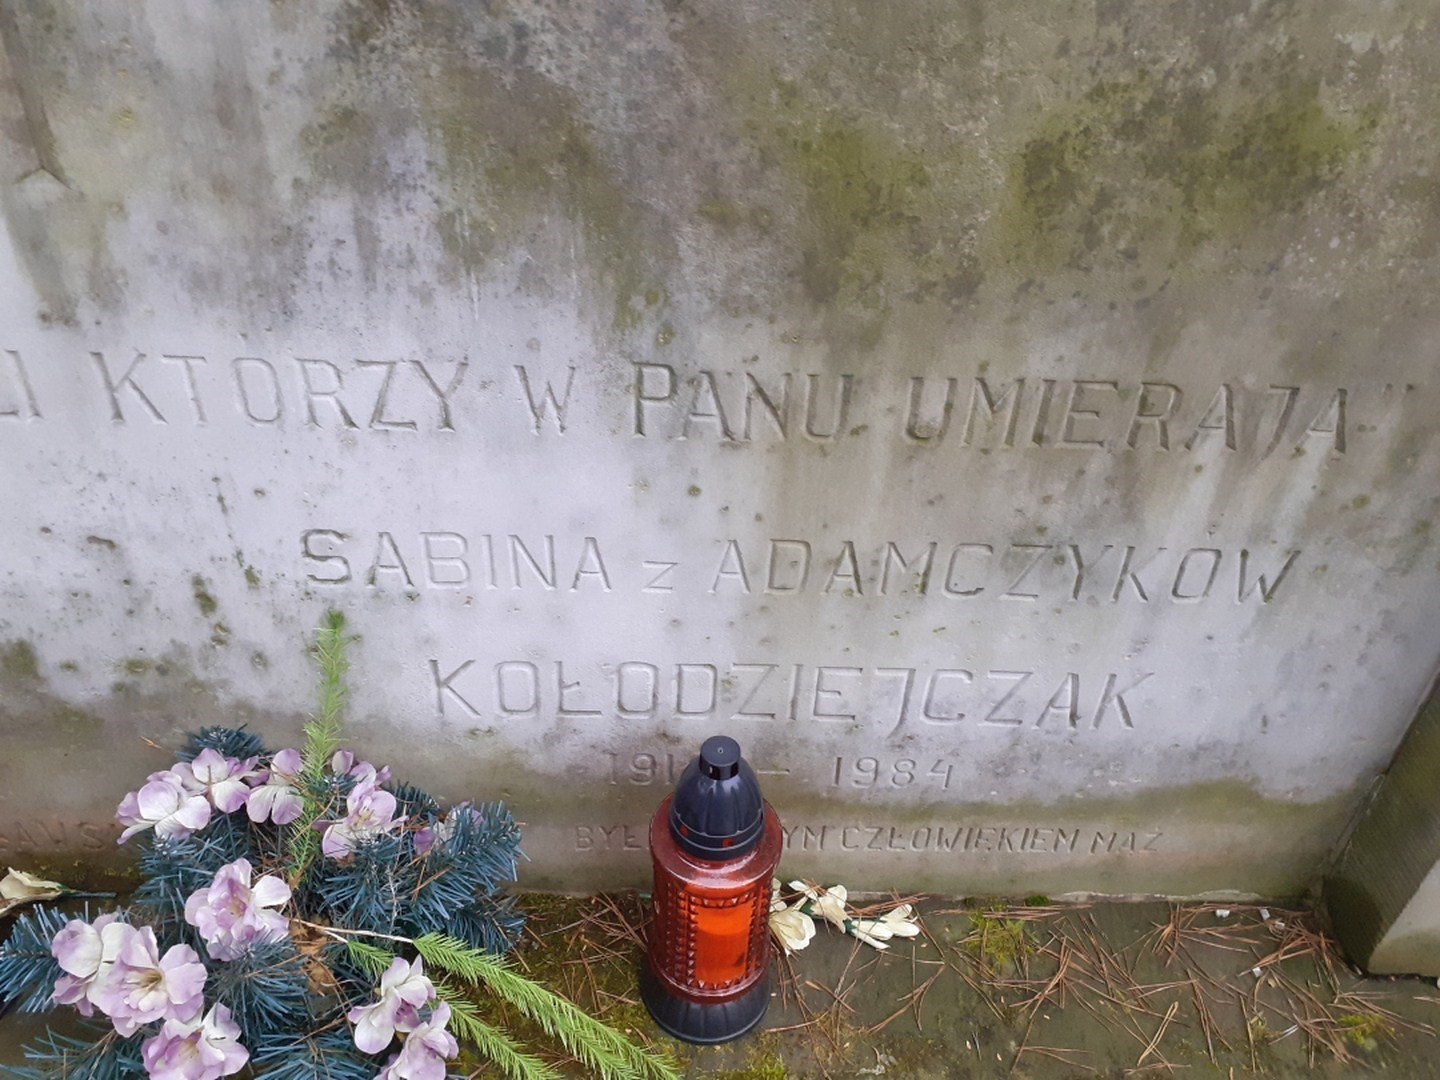 KTÓRZY W PANU UMIERAJĄ"
SABINA z ADAMCZYKÓW
KOŁODZIEJCZAK
– 1984
CZŁOWIEKIEM MĄŻ